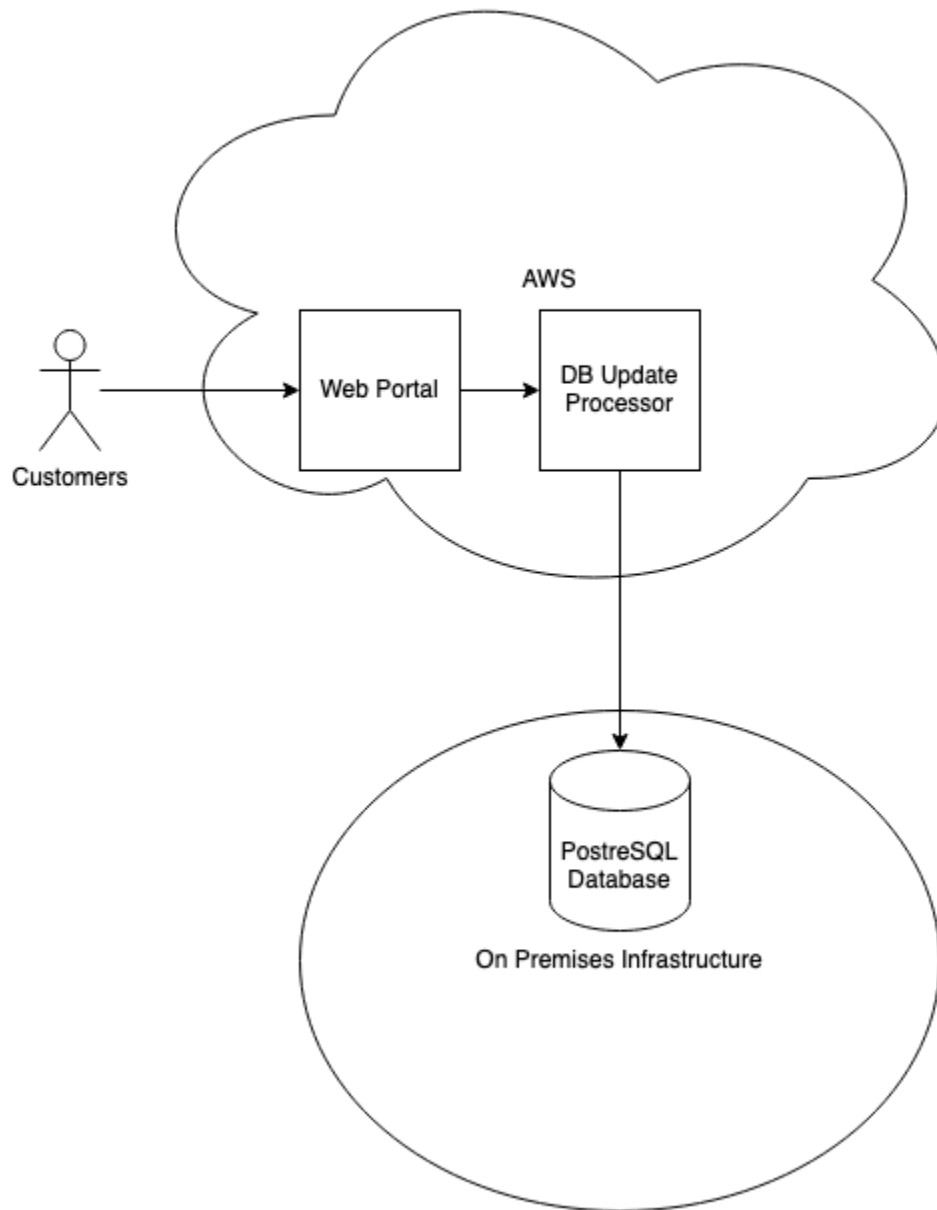 AWS
Web Portal
DB Update
Processor
Customers
PostreSQL
Database
On Premises Infrastructure